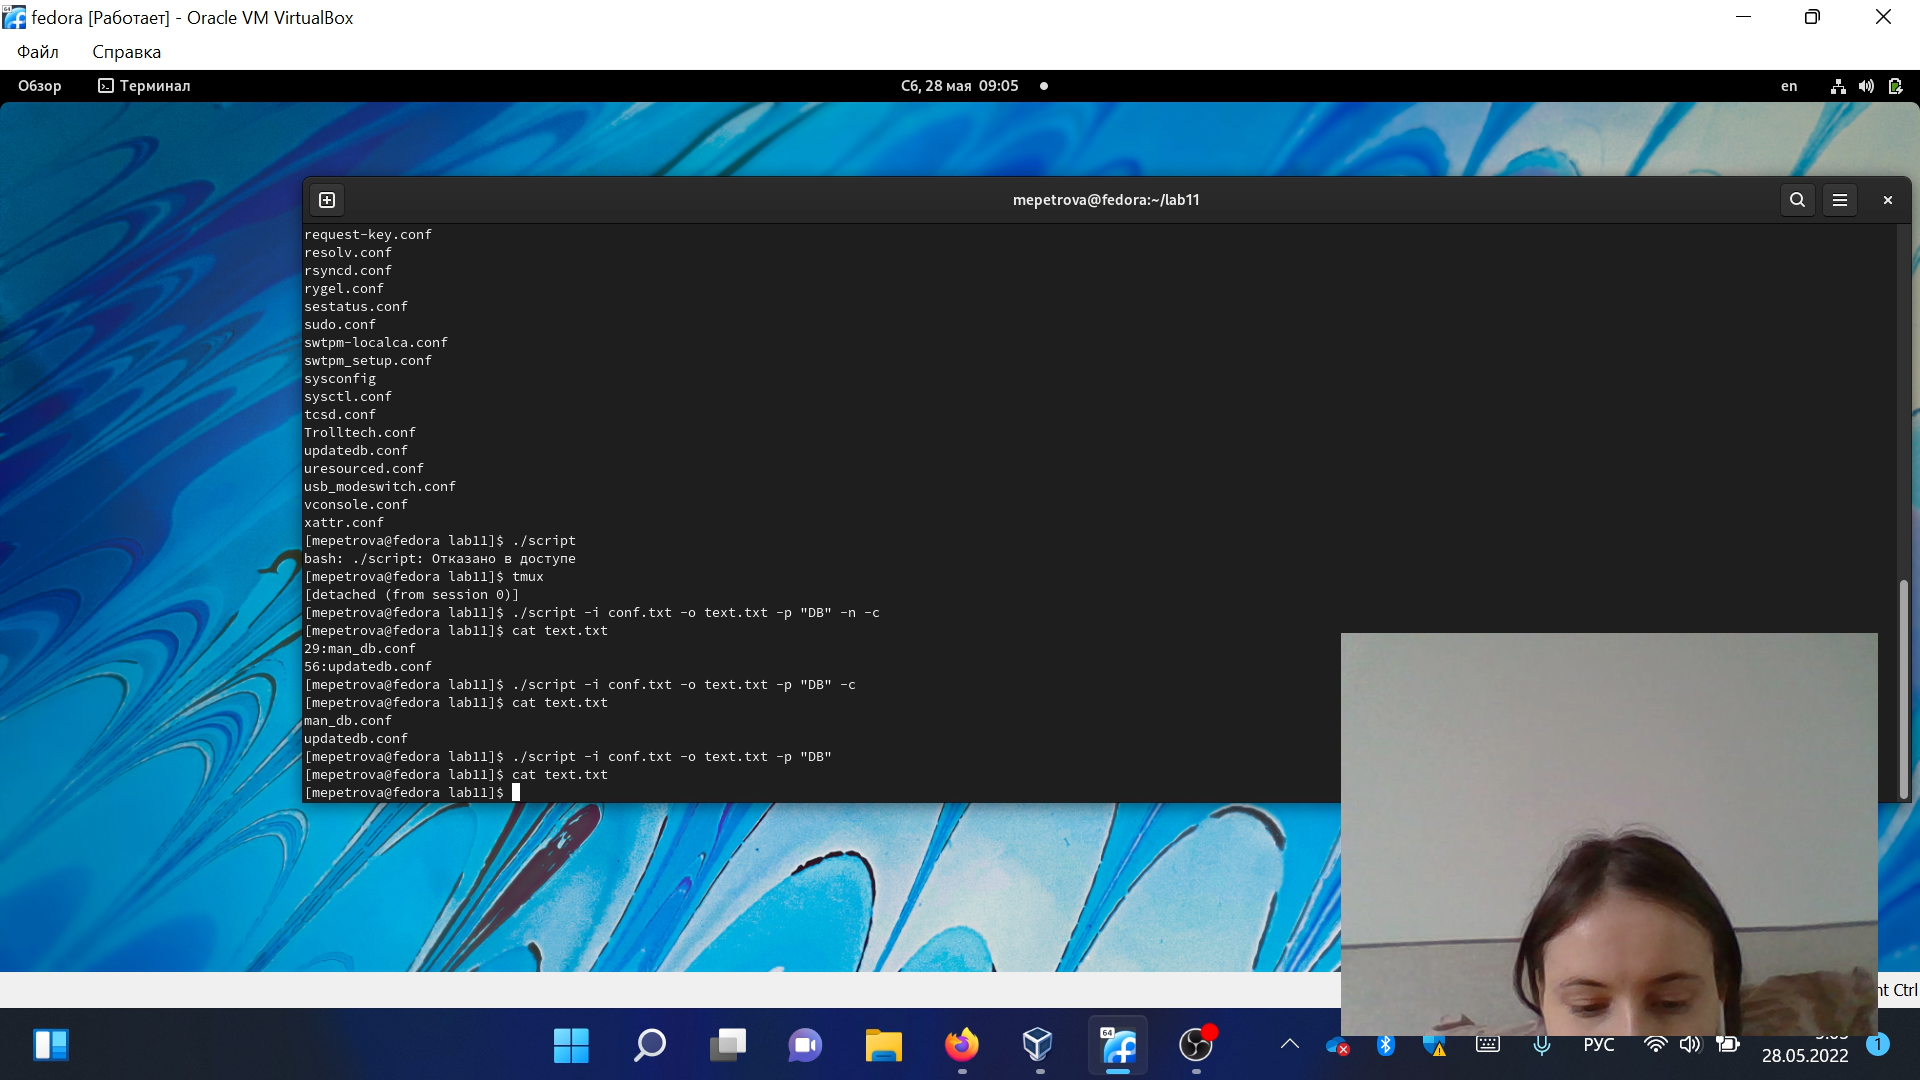 fedora [Работает] - Oracle VM VirtualBox
Файл Справка
Обзор Терминал Сб, 28 мая 09:05 en
mepetrova@fedora:~/lab11
request-key.conf
resolv.conf
rsyncd.conf
rygel.conf
sestatus.conf
sudo.conf
swtpm-localca.conf
swtpm_setup.conf
sysconfig
sysctl.conf
tcsd.conf
Trolltech.conf
updatedb.conf
uresourced.conf
usb_modeswitch.conf
vconsole.conf
xattr.conf
[mepetrova@fedora lab11]$ ./script
bash: ./script: Отказано в доступе
[mepetrova@fedora lab11]$ tmux
[detached (from session 0)]
[mepetrova@fedora lab11]$ ./script -i conf.txt -o text.txt -p "DB" -n -c
[mepetrova@fedora lab11]$ cat text.txt
29:man_db.conf
56:updatedb.conf
[mepetrova@fedora lab11]$ ./script -i conf.txt -o text.txt -p "DB" -c
[mepetrova@fedora lab11]$ cat text.txt
man_db.conf
updatedb.conf
[mepetrova@fedora lab11]$ ./script -i conf.txt -o text.txt -p "DB"
[mepetrova@fedora lab11]$ cat text.txt
[mepetrova@fedora lab11]$
Ctrl
64
РУС
28.05.2022
1